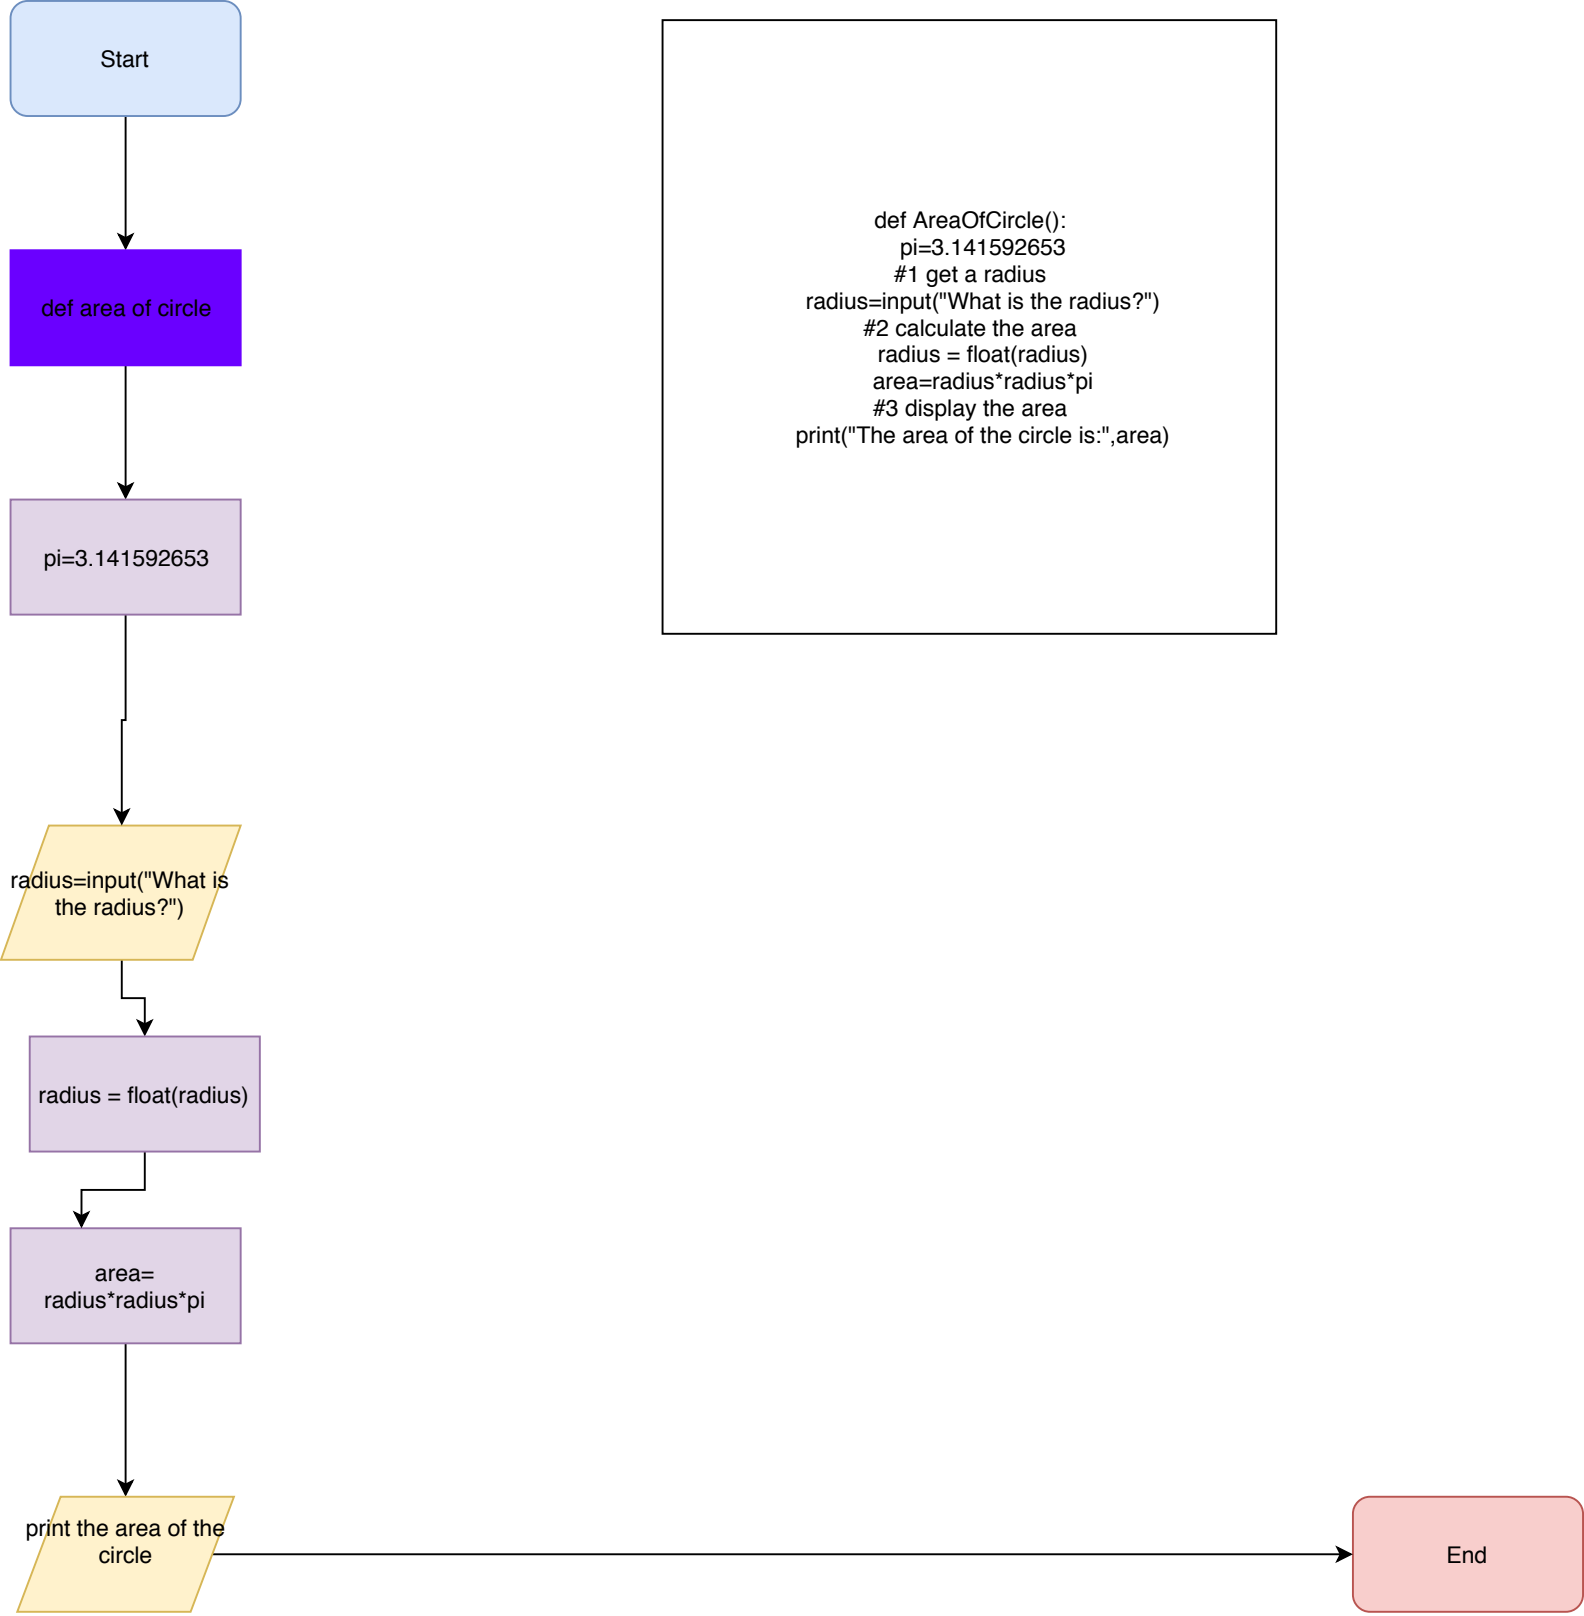 Start
def area of circle
pi=3.141592653
radius=input("What is
the radius?")
radius = float(radius)
area=
radius*radius*pi
print the area of the
circle
End
def AreaOfCircle():
pi=3.141592653
#1 get a radius
radius=input("What is the radius?")
#2 calculate the area
radius = float(radius)
area=radius*radius*pi
#3 display the area
print("The area of the circle is:",area)